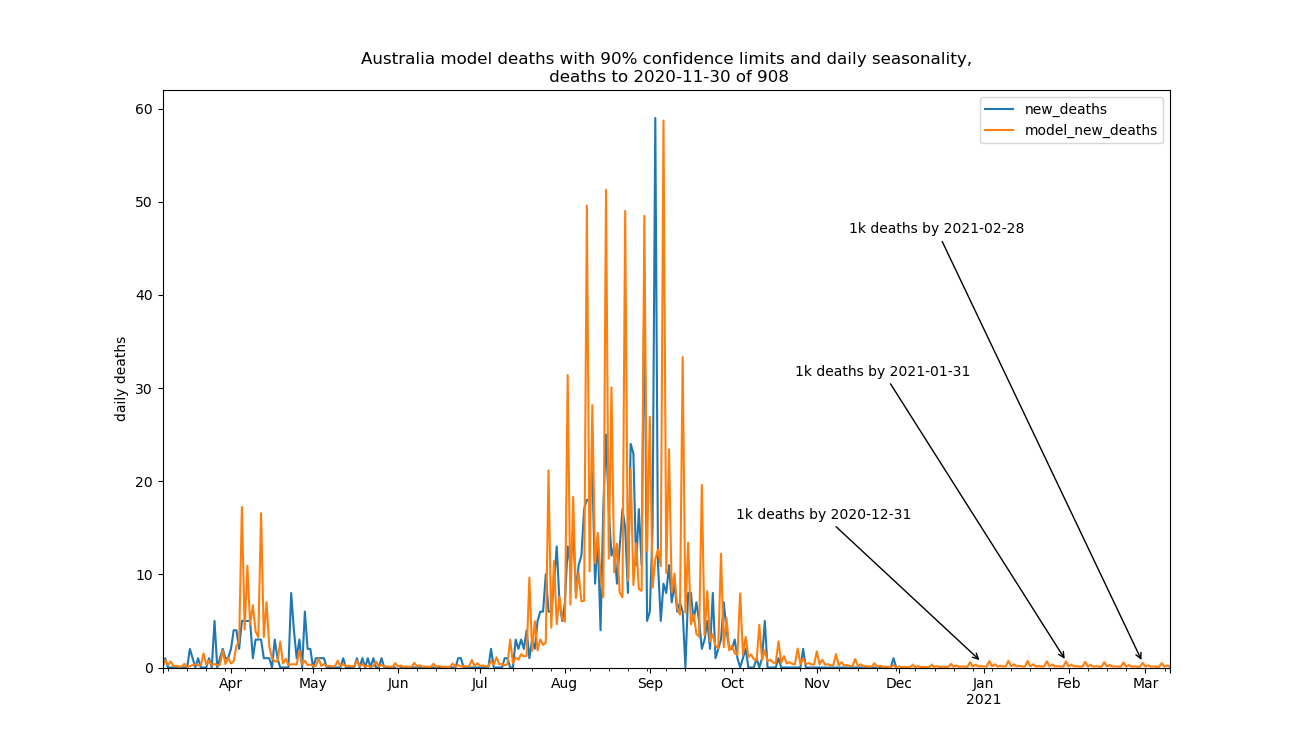 Australia model deaths with 90% confidence limits and daily seasonality,
deaths to 2020-11-30 of 908
new_deaths
model_new_deaths
daily deaths
60
50
40
30
20
10
0
1k deaths by 2021-02-28
1k deaths by 2021-01-31
1k deaths by 2020-12-31
Apr May Jun Jul Aug Sep Oct Nov Dec Jan Feb Mar
2021